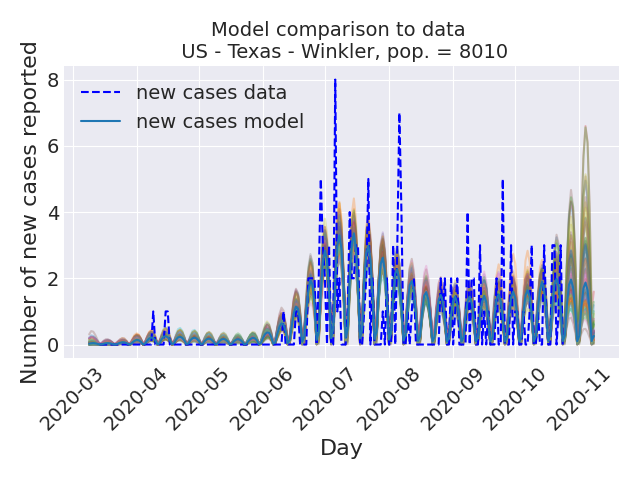 Model comparison to data
US - Texas - Winkler, pop. = 8010
Number of new cases reported
8
6
4
2
0
new cases data
new cases model
2020-03
2020-04
2020-05
2020-06
2020-07
2020-08
2020-09
2020-10
2020-11
Day